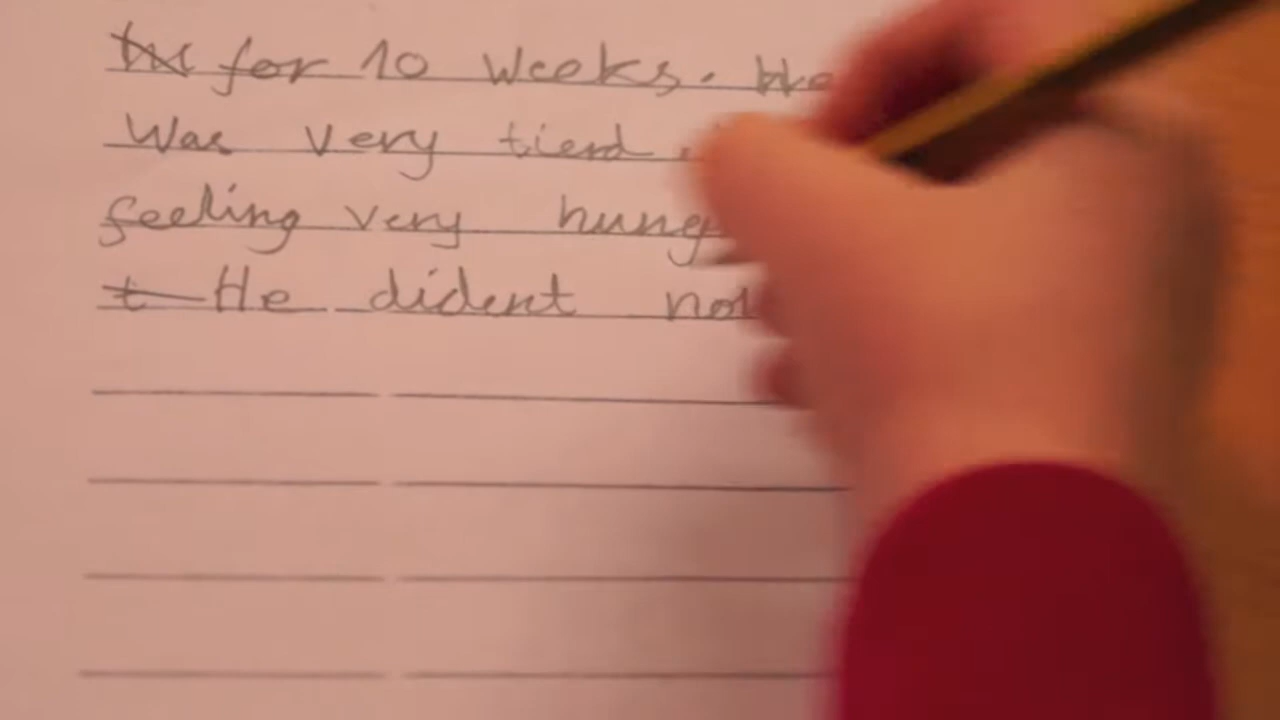 for 10 weeks.
Was very tierd
feeling very
He dident